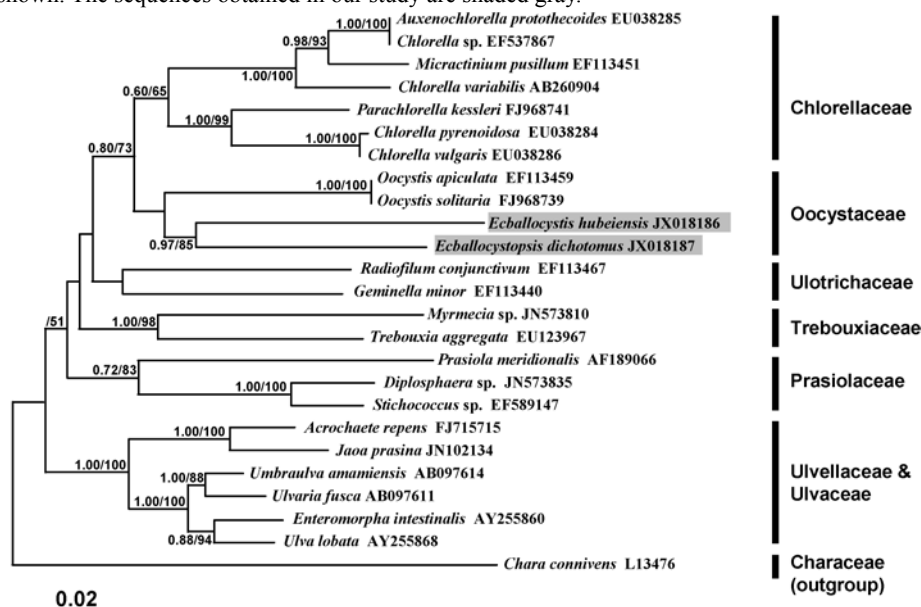 shown. The sequences obtained in our study are shaded gray.
1.00/100
Auxenochlorella protothecoides EU038285
0.98/93
Chlorella sp. EF537867
Micractinium pusillum EF113451
1.00/100
Chlorella variabilis AB260904
0.60/65
Parachlorella kessleri FJ968741
1.00/99
Chlorella pyrenoidosa EU038284
1.00/100
Chlorella vulgaris EU038286
Chlorellaceae
0.80/73
Oocystis apiculata EF113459
1.00/100
Oocystis solitaria FJ968739
Ecballocystis hubeiensis JX018186
0.97/85
Ecballocystopsis dichotomus JX018187
Oocystaceae
Radiofilum conjunctivum EF113467
Geminella minor EF113440
Ulotrichaceae
/51
1.00/98
Myrmecia sp. JN573810
Trebouxia aggregata EU123967
Trebouxiaceae
Prasiola meridionalis AF189066
0.72/83
Diplosphaera sp. JN573835
1.00/100
Stichococcus sp. EF589147
Prasiolaceae
Acrochaete repens FJ715715
1.00/100
Jaoa prasina JN102134
1.00/100
Umbraulva amamiensis AB097614
1.00/88
Ulvaria fusca AB097611
1.00/100
Enteromorpha intestinalis AY255860
0.88/94
Ulva lobata AY255868
Ulvellaceae &
Ulvaceae
Chara connivens L13476
Characeae
(outgroup)
0.02